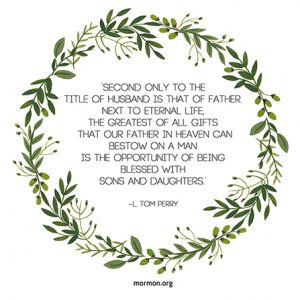 "SECOND ONLY TO THE
TITLE OF HUSBAND IS THAT OF FATHER.
NEXT TO ETERNAL LIFE,
THE GREATEST OF ALL GIFTS
THAT OUR FATHER IN HEAVEN CAN
BESTOW ON A MAN
IS THE OPPORTUNITY OF BEING
BLESSED WITH
SONS AND DAUGHTERS."
-L. TOM PERRY
mormon.org